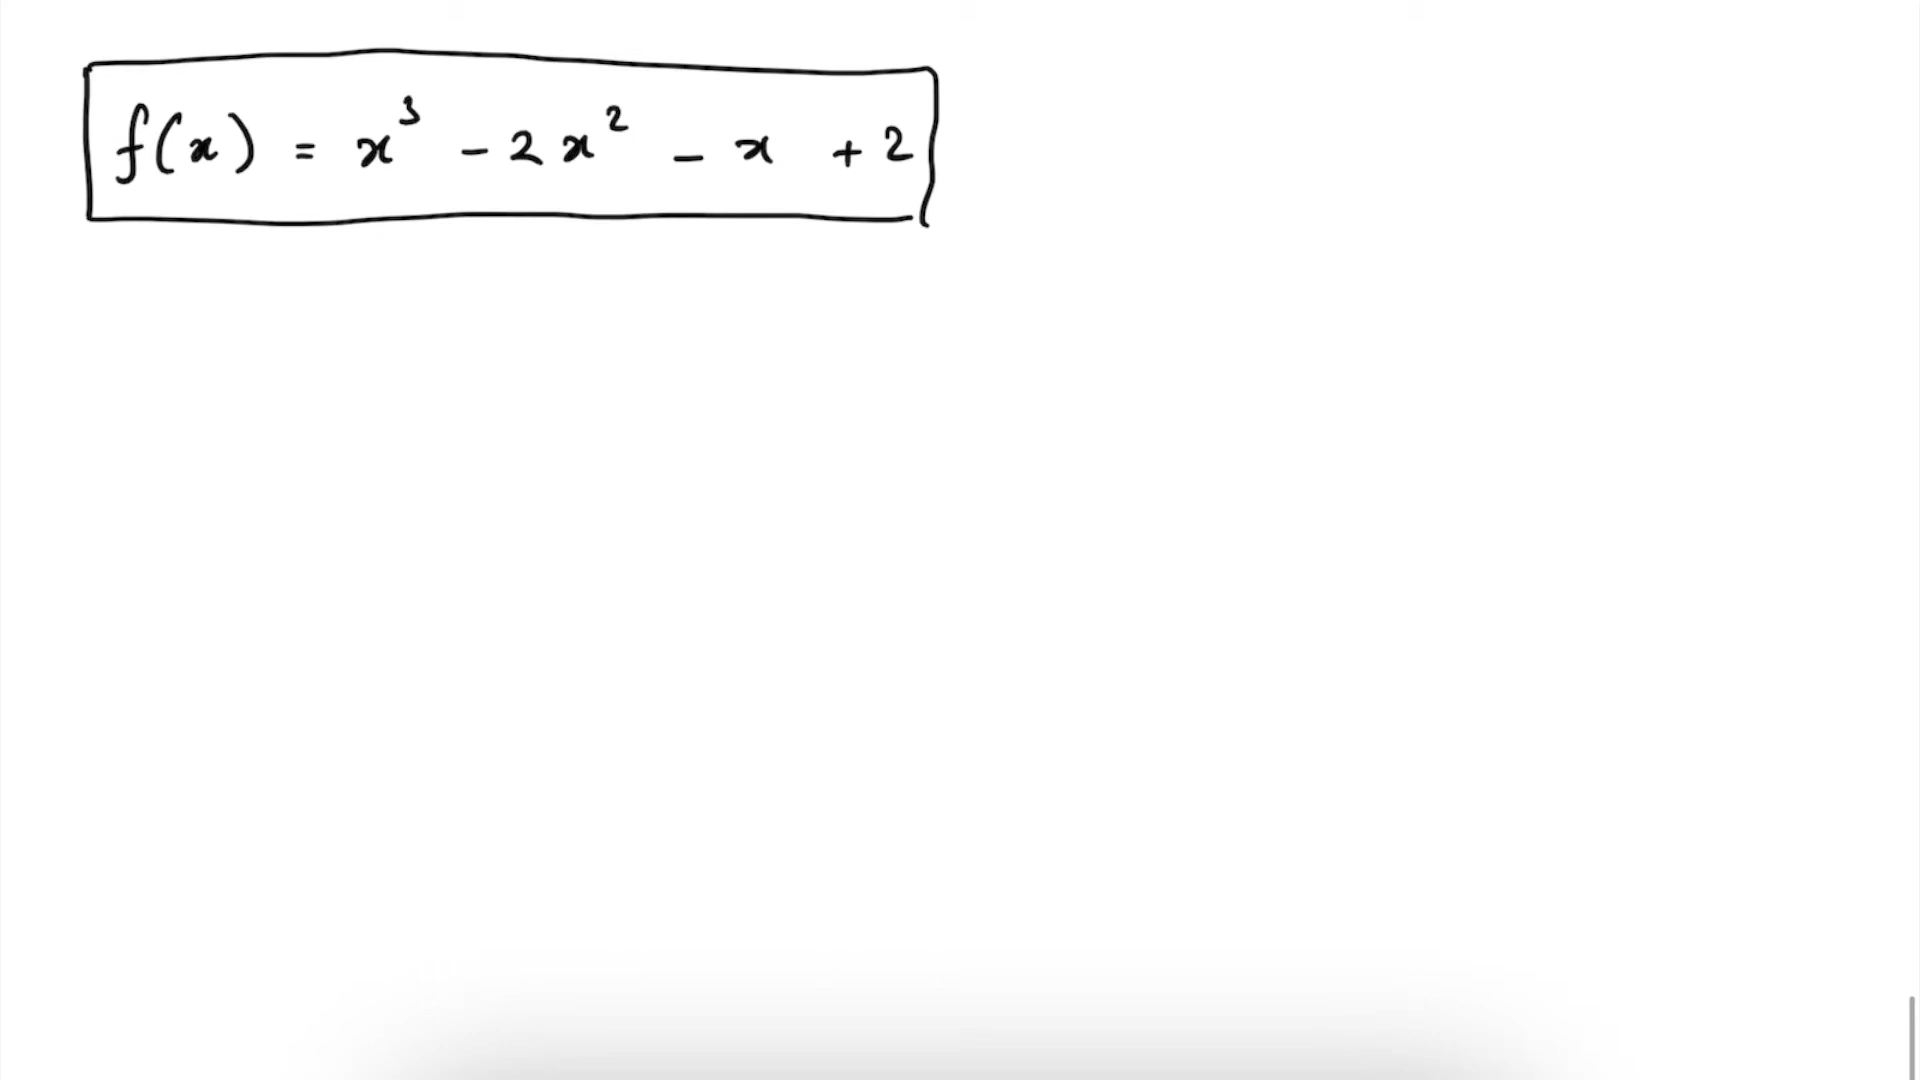 f(x) = x³ - 2x² - x + 2